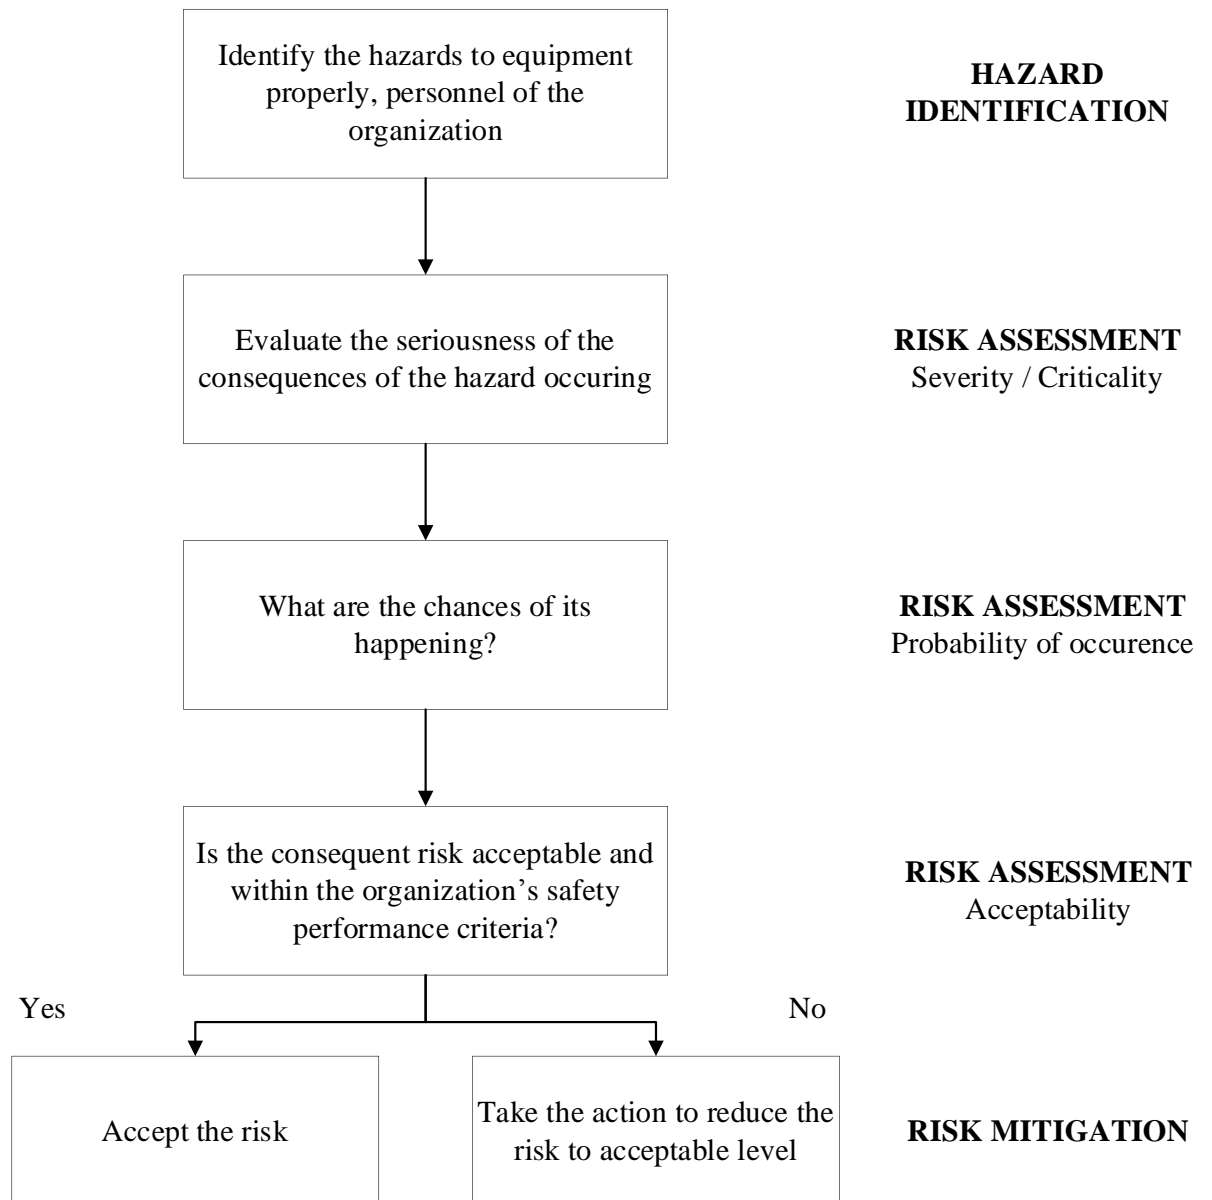 Identify the hazards to equipment
properly, personnel of the
organization
HAZARD
IDENTIFICATION
Evaluate the seriousness of the
consequences of the hazard occuring
RISK ASSESSMENT
Severity / Criticality
What are the chances of its
happening?
RISK ASSESSMENT
Probability of occurence
Is the consequent risk acceptable and
within the organization’s safety
performance criteria?
RISK ASSESSMENT
Acceptability
Yes
No
Accept the risk
Take the action to reduce the
risk to acceptable level
RISK MITIGATION